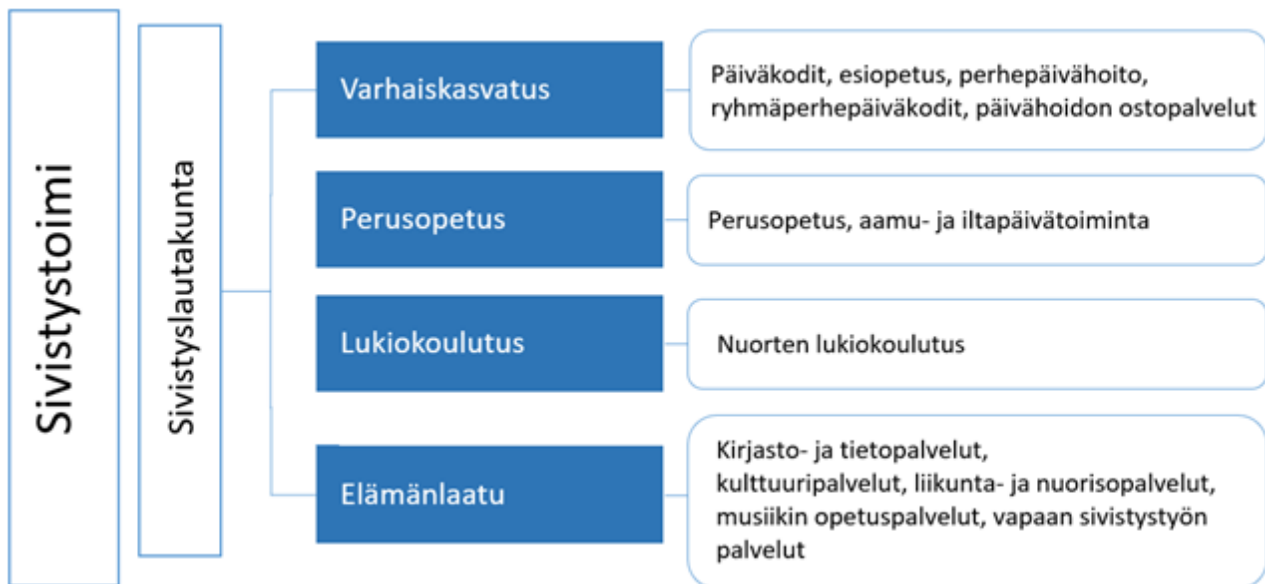 Sivistystoimi
Sivistyslautakunta
Varhaiskasvatus
Päiväkodit, esiopetus, perhepäivähoito,
ryhmäperhepäiväkodit, päivähoidon ostopalvelut
Perusopetus
Perusopetus, aamu- ja iltapäivätoiminta
Lukiokoulutus
Nuorten lukiokoulutus
Elämänlaatu
Kirjasto- ja tietopalvelut,
kulttuuripalvelut, liikunta- ja nuorisopalvelut,
musiikin opetuspalvelut, vapaan sivistystyön
palvelut